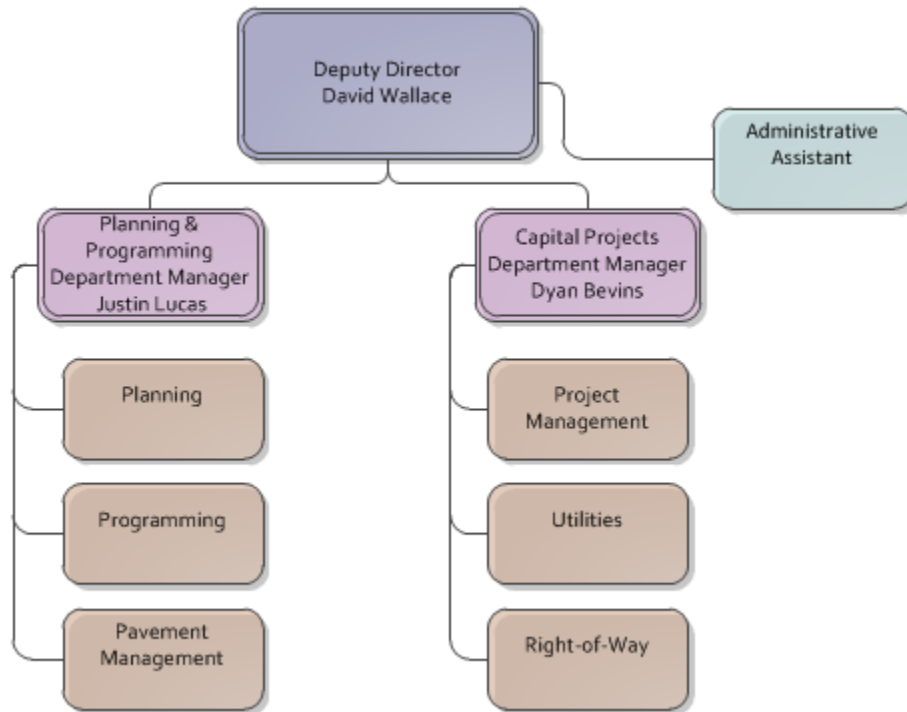 Deputy Director
David Wallace
Administrative
Assistant
Planning &
Programming
Department Manager
Justin Lucas
Capital Projects
Department Manager
Dyan Bevins
Planning
Programming
Pavement
Management
Project
Management
Utilities
Right-of-Way